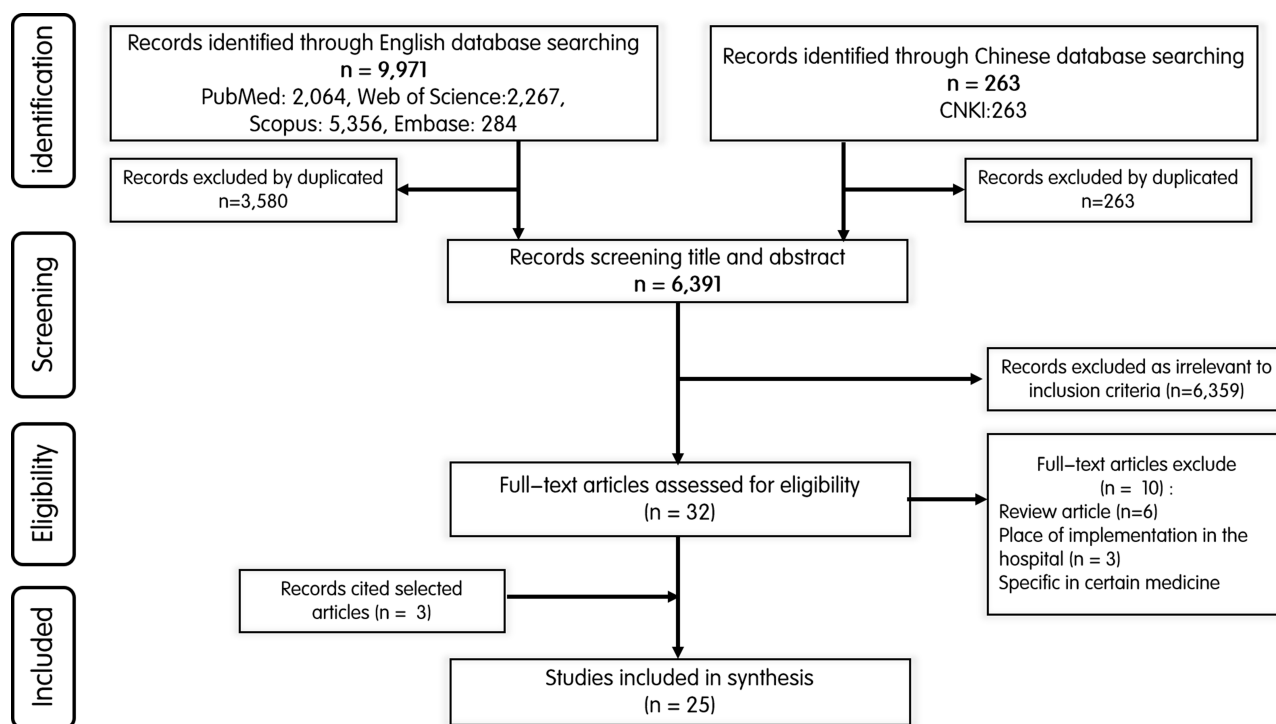 identification
Records identified through English database searching
n = 9,971
PubMed: 2,064, Web of Science:2,267,
Scopus: 5,356, Embase: 284
Records identified through Chinese database searching
n = 263
CNKI:263
Records excluded by duplicated
n=3,580
Records excluded by duplicated
n=263
Screening
Records screening title and abstract
n = 6,391
Records excluded as irrelevant to
inclusion criteria (n=6,359)
Eligibility
Full–text articles assessed for eligibility
(n = 32)
Full–text articles exclude
(n = 10) :
Review article (n=6)
Place of implementation in the
hospital (n = 3)
Specific in certain medicine
Included
Records cited selected
articles (n = 3)
Studies included in synthesis
(n = 25)